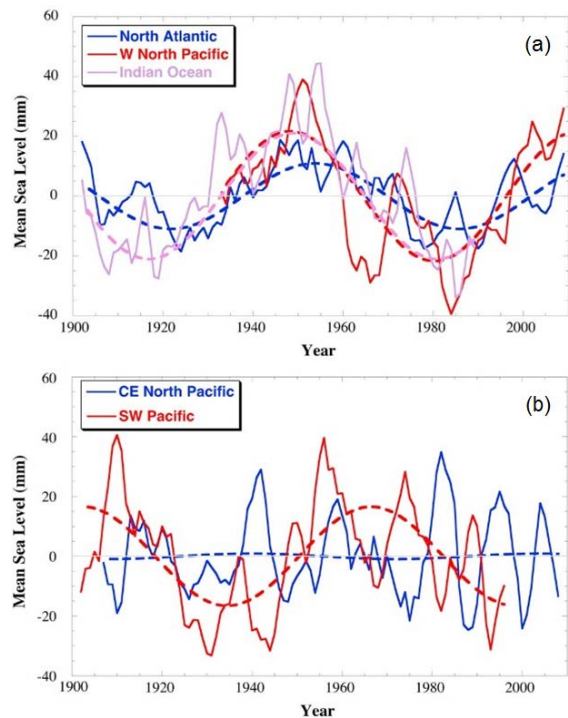 (a)
North Atlantic
W North Pacific
Indian Ocean
60
40
20
0
-20
-40
Mean Sea Level (mm)
1900 1920 1940 1960 1980 2000
Year
(b)
CE North Pacific
SW Pacific
60
40
20
0
-20
-40
Mean Sea Level (mm)
1900 1920 1940 1960 1980 2000
Year